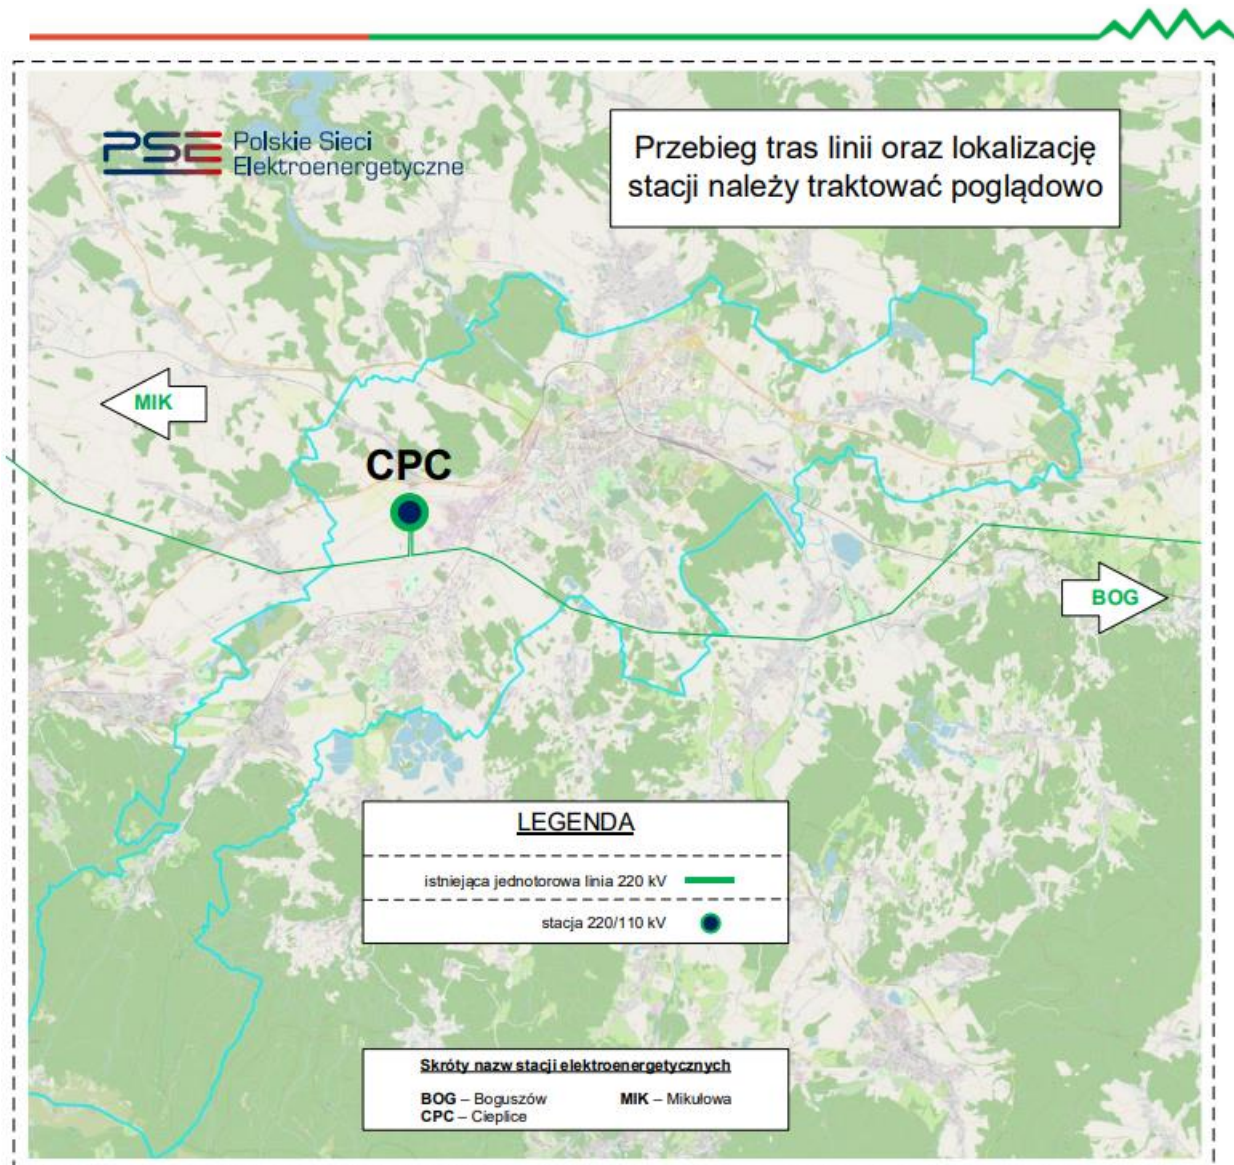 PSE Polskie Sieci
Elektroenergetyczne
Przebieg tras linii oraz lokalizację
stacji należy traktować poglądowo
MIK
CPC
BOG
LEGENDA
istniejąca jednotorowa linia 220 kV
stacja 220/110 kV
Skróty nazw stacji elektroenergetycznych
BOG – Boguszów MIK – Mikułowa
CPC – Cieplice